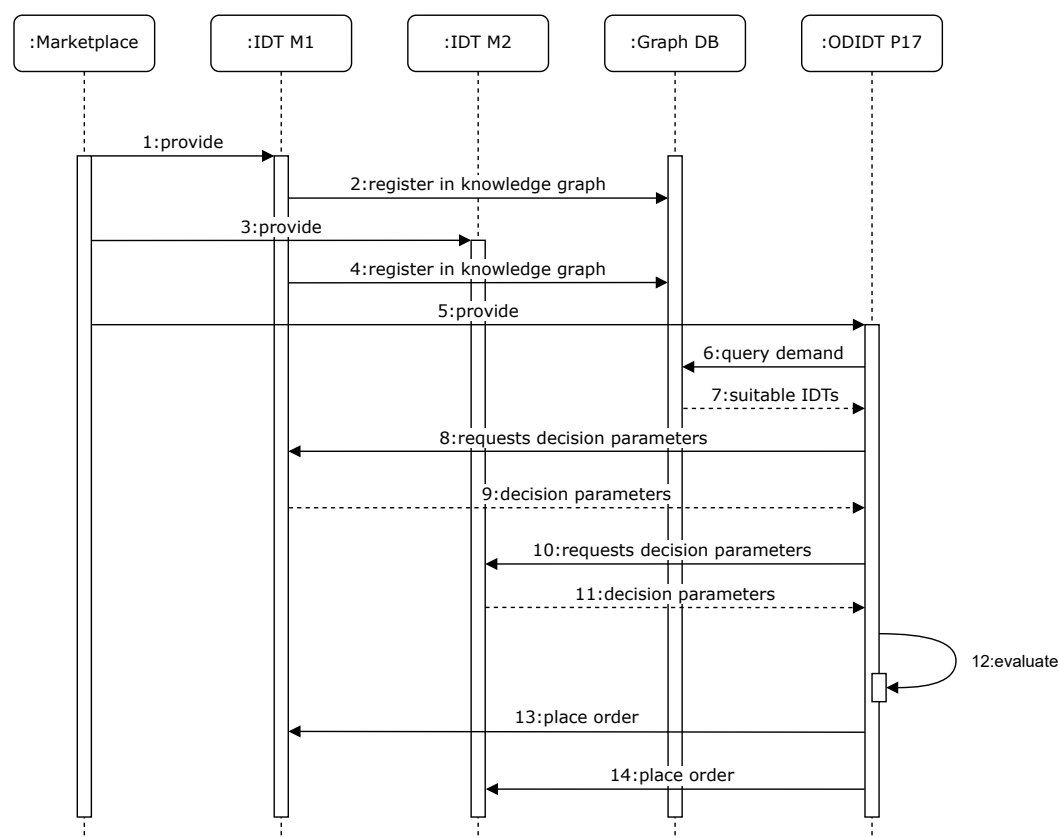 :Marketplace
:IDT M1
:IDT M2
:Graph DB
:ODIDT P17
1:provide
2:register in knowledge graph
3:provide
4:register in knowledge graph
5:provide
6:query demand
7:suitable IDTs
8:requests decision parameters
9:decision parameters
10:requests decision parameters
11:decision parameters
12:evaluate
13:place order
14:place order